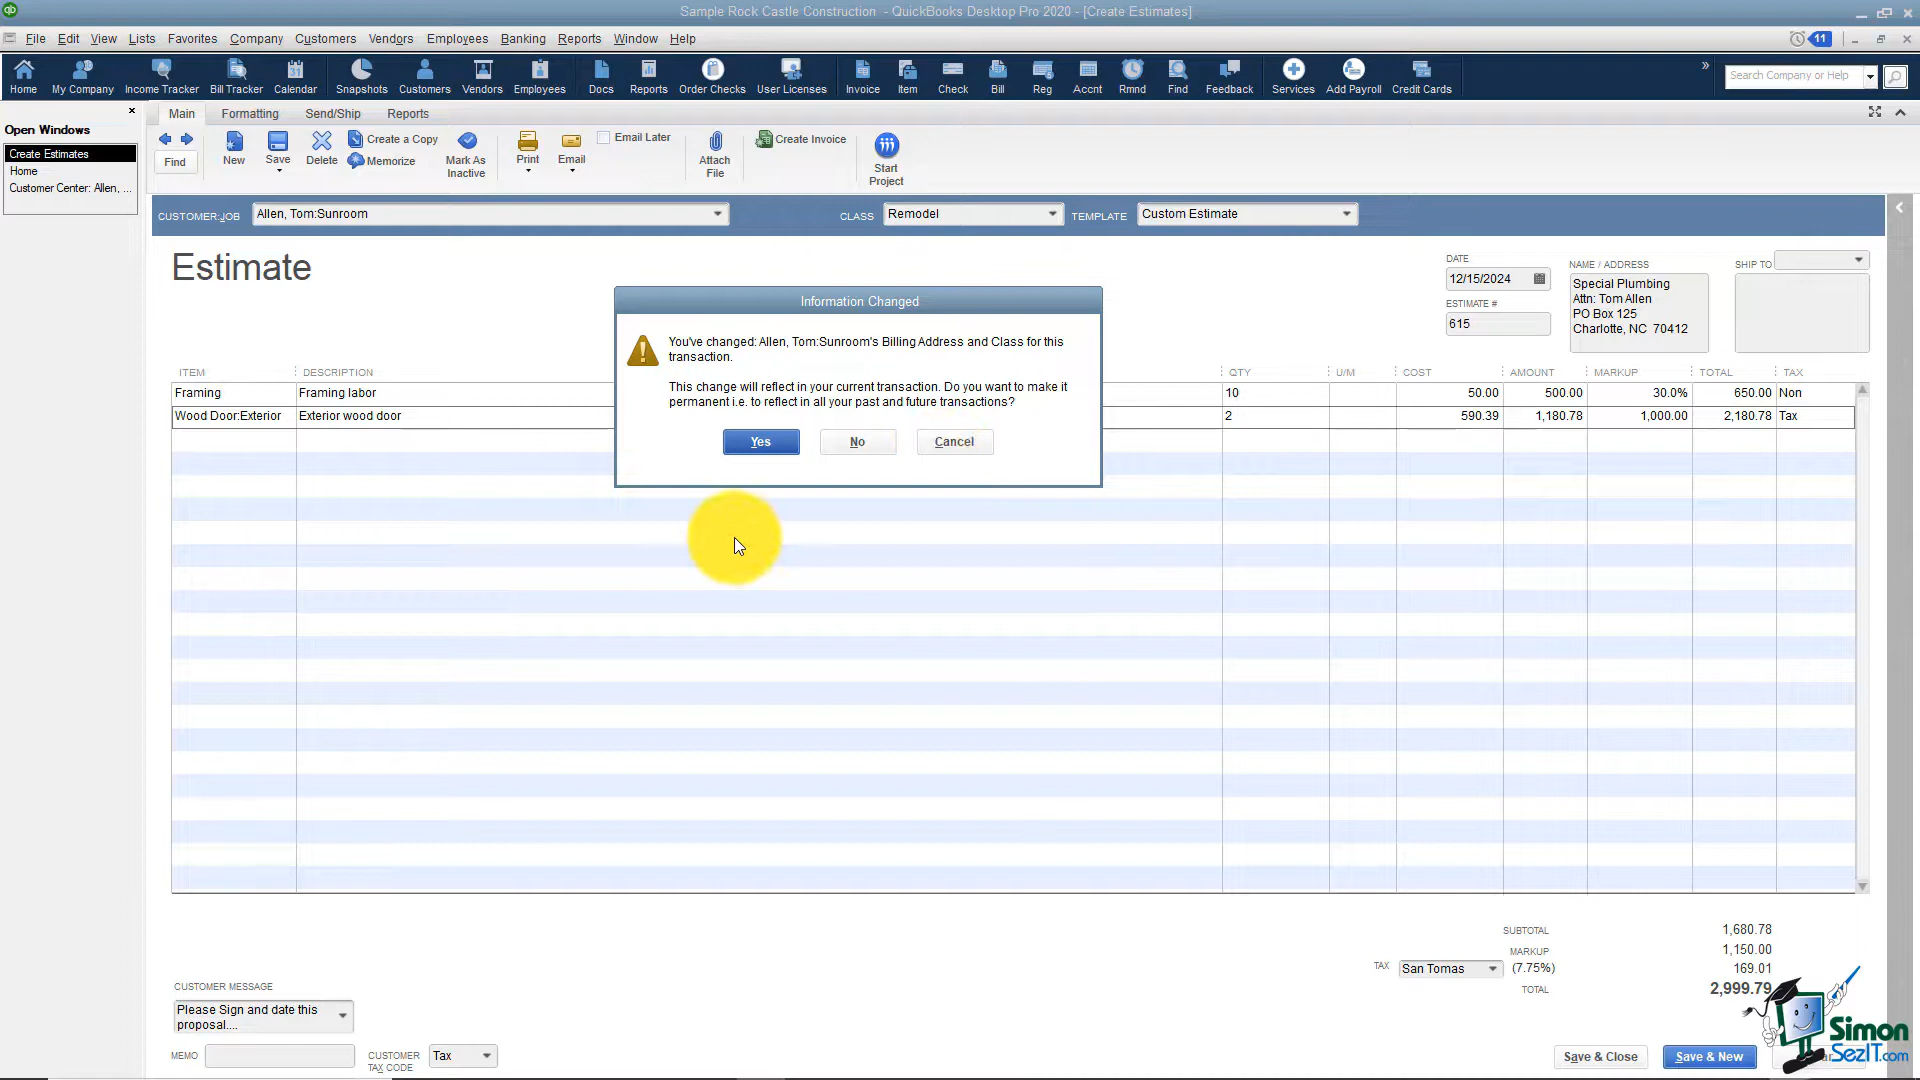 Sample Rock Castle Construction - QuickBooks Desktop Pro 2020 - [Create Estimates]
File Edit View Lists Favorites Company Customers Vendors Employees Banking Reports Window Help
11
Home My Company Income Tracker Bill Tracker Calendar Snapshots Customers Vendors Employees Docs Reports Order Checks User Licenses Invoice Item Check Bill Reg Accnt Rmnd Find Feedback Services Add Payroll Credit Cards
Search Company or Help
Main Formatting Send/Ship Reports
Open Windows
Create Estimates
Home
Customer Center: Allen, ...
Find
New
Save
Delete
Create a Copy
Memorize
Mark As
Inactive
Print
Email
Email Later
Attach
File
Create Invoice
Start
Project
CUSTOMER:JOB Allen, Tom:Sunroom CLASS Remodel TEMPLATE Custom Estimate
Estimate
DATE
12/15/2024
ESTIMATE #
615
NAME / ADDRESS
Special Plumbing
Attn: Tom Allen
PO Box 125
Charlotte, NC 70412
SHIP TO
Information Changed
You've changed: Allen, Tom:Sunroom's Billing Address and Class for this
transaction.
This change will reflect in your current transaction. Do you want to make it
permanent i.e. to reflect in all your past and future transactions?
Yes No Cancel
ITEM DESCRIPTION QTY U/M COST AMOUNT MARKUP TOTAL TAX
Framing Framing labor 10 50.00 500.00 30.0% 650.00 Non
Wood Door:Exterior Exterior wood door 2 590.39 1,180.78 1,000.00 2,180.78 Tax
SUBTOTAL 1,680.78
MARKUP 1,150.00
TAX San Tomas (7.75%) 169.01
TOTAL 2,999.79
CUSTOMER MESSAGE
Please Sign and date this
proposal....
MEMO
CUSTOMER
TAX CODE
Tax
Save & Close Save & New
Simon
SezIT.com